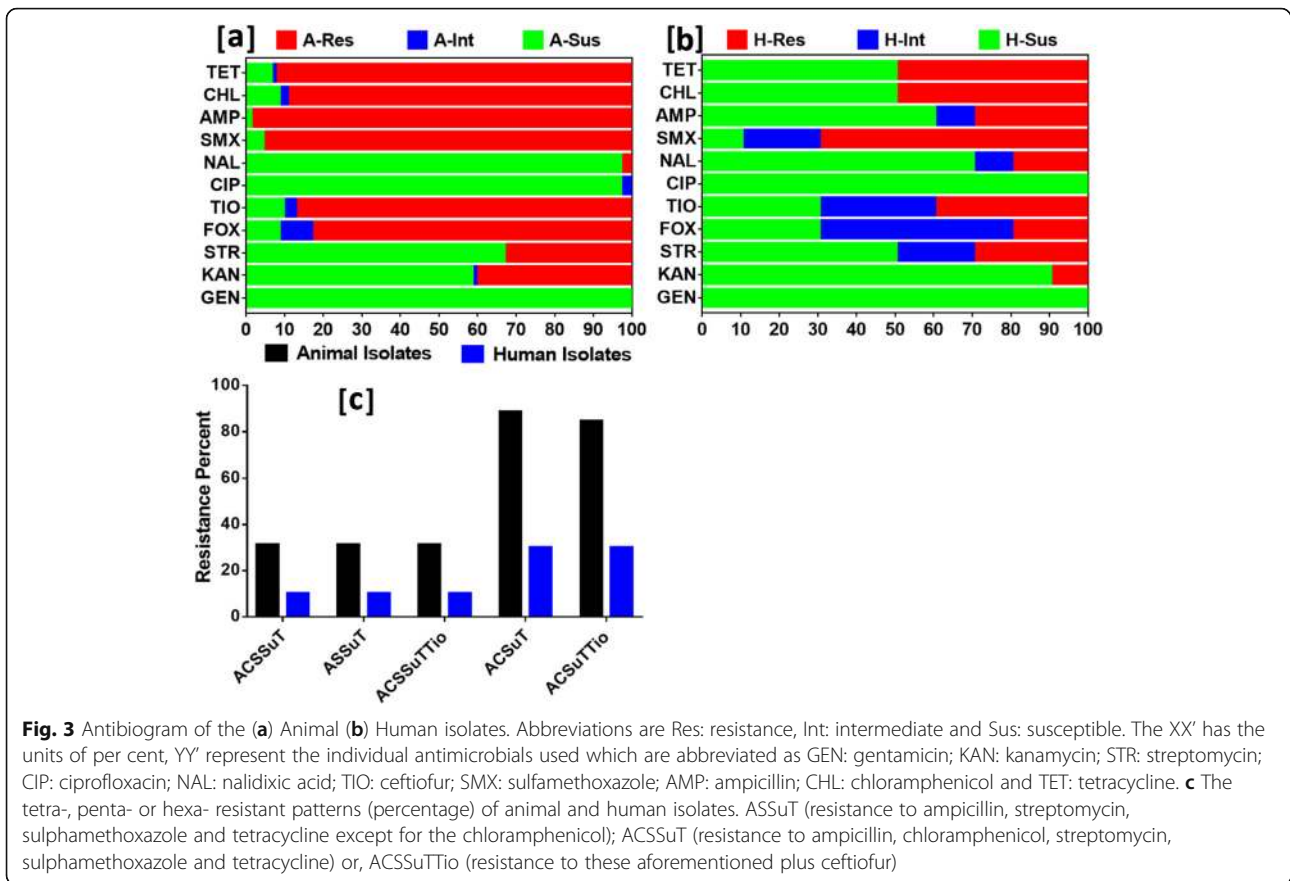 [a] A-Res A-Int A-Sus
TET
CHL
AMP
SMX
NAL
CIP
TIO
FOX
STR
KAN
GEN
0 10 20 30 40 50 60 70 80 90 100
[b] H-Res H-Int H-Sus
TET
CHL
AMP
SMX
NAL
CIP
TIO
FOX
STR
KAN
GEN
0 10 20 30 40 50 60 70 80 90 100
Animal Isolates Human Isolates
[c]
Resistance Percent
100
80
60
40
20
0
ACSSuT ASSuT ACSSuTTio ACSuT ACSuTTio
Fig. 3 Antibiogram of the (a) Animal (b) Human isolates. Abbreviations are Res: resistance, Int: intermediate and Sus: susceptible. The XX’ has the
units of per cent, YY’ represent the individual antimicrobials used which are abbreviated as GEN: gentamicin; KAN: kanamycin; STR: streptomycin;
CIP: ciprofloxacin; NAL: nalidixic acid; TIO: ceftiofur; SMX: sulfamethoxazole; AMP: ampicillin; CHL: chloramphenicol and TET: tetracycline. c The
tetra-, penta- or hexa- resistant patterns (percentage) of animal and human isolates. ASSuT (resistance to ampicillin, streptomycin,
sulphamethoxazole and tetracycline except for the chloramphenicol); ACSSuT (resistance to ampicillin, chloramphenicol, streptomycin,
sulphamethoxazole and tetracycline) or, ACSSuTTio (resistance to these aforementioned plus ceftiofur)